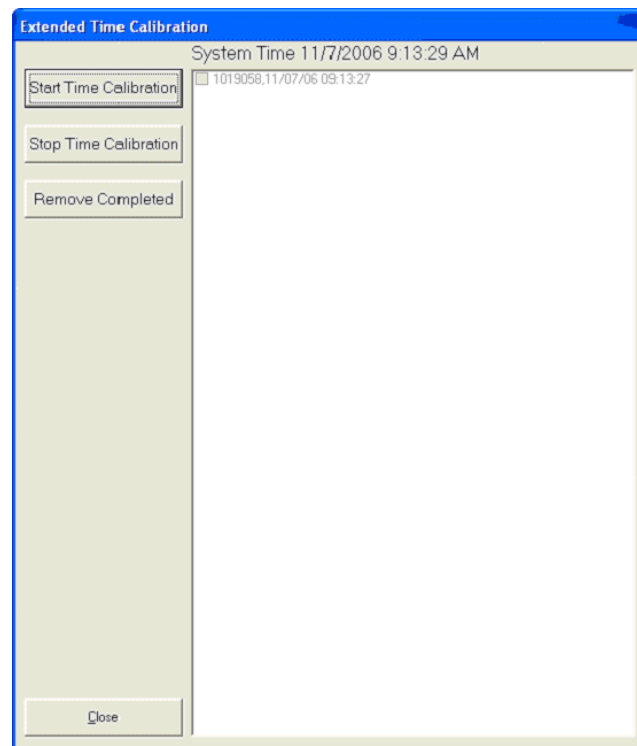 Extended Time Calibration
System Time 11/7/2006 9:13:29 AM
Start Time Calibration
1019058,11/07/06 09:13:27
Stop Time Calibration
Remove Completed
Close